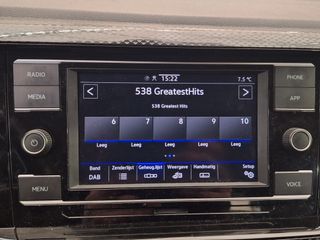 RADIO
15:22
7.5 °C
PHONE
538 GreatestHits
MEDIA
APP
538 Greatest Hits
6 7 8 9 10
Leeg Leeg Leeg Leeg Leeg
Band Zenderlijst Geheug.lijst Weergave Handmatig Setup
DAB
MENU
VOICE